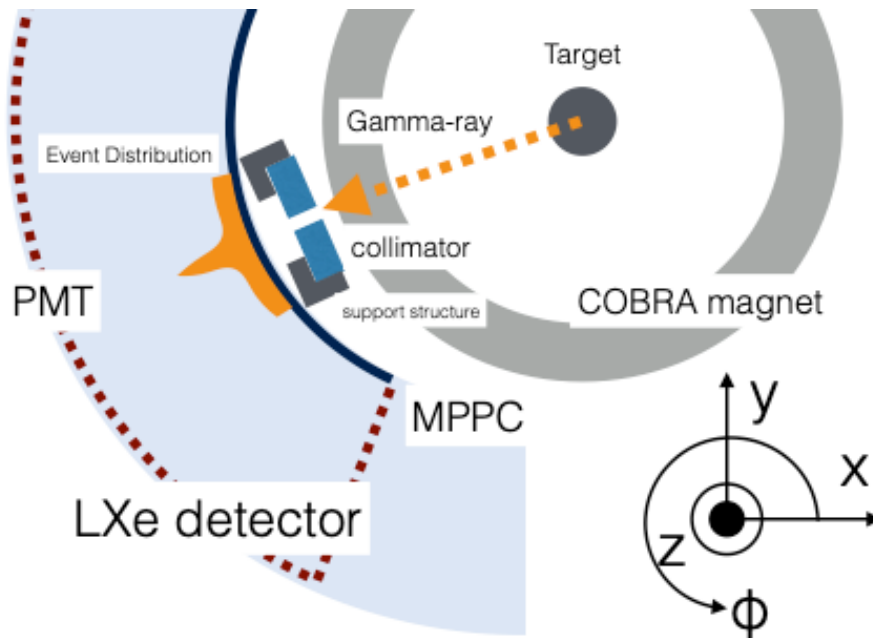 Target
Gamma-ray
Event Distribution
collimator
PMT
COBRA magnet
support structure
MPPC
y
x
LXe detector
z
ϕ